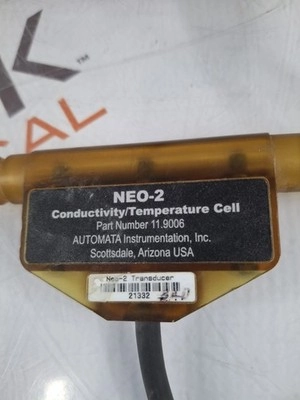 K
CAL
NEO-2
Conductivity/Temperature Cell
Part Number 11.9006
AUTOMATA Instrumentation, Inc.
Scottsdale, Arizona USA
Neo-2 Transducer
21332